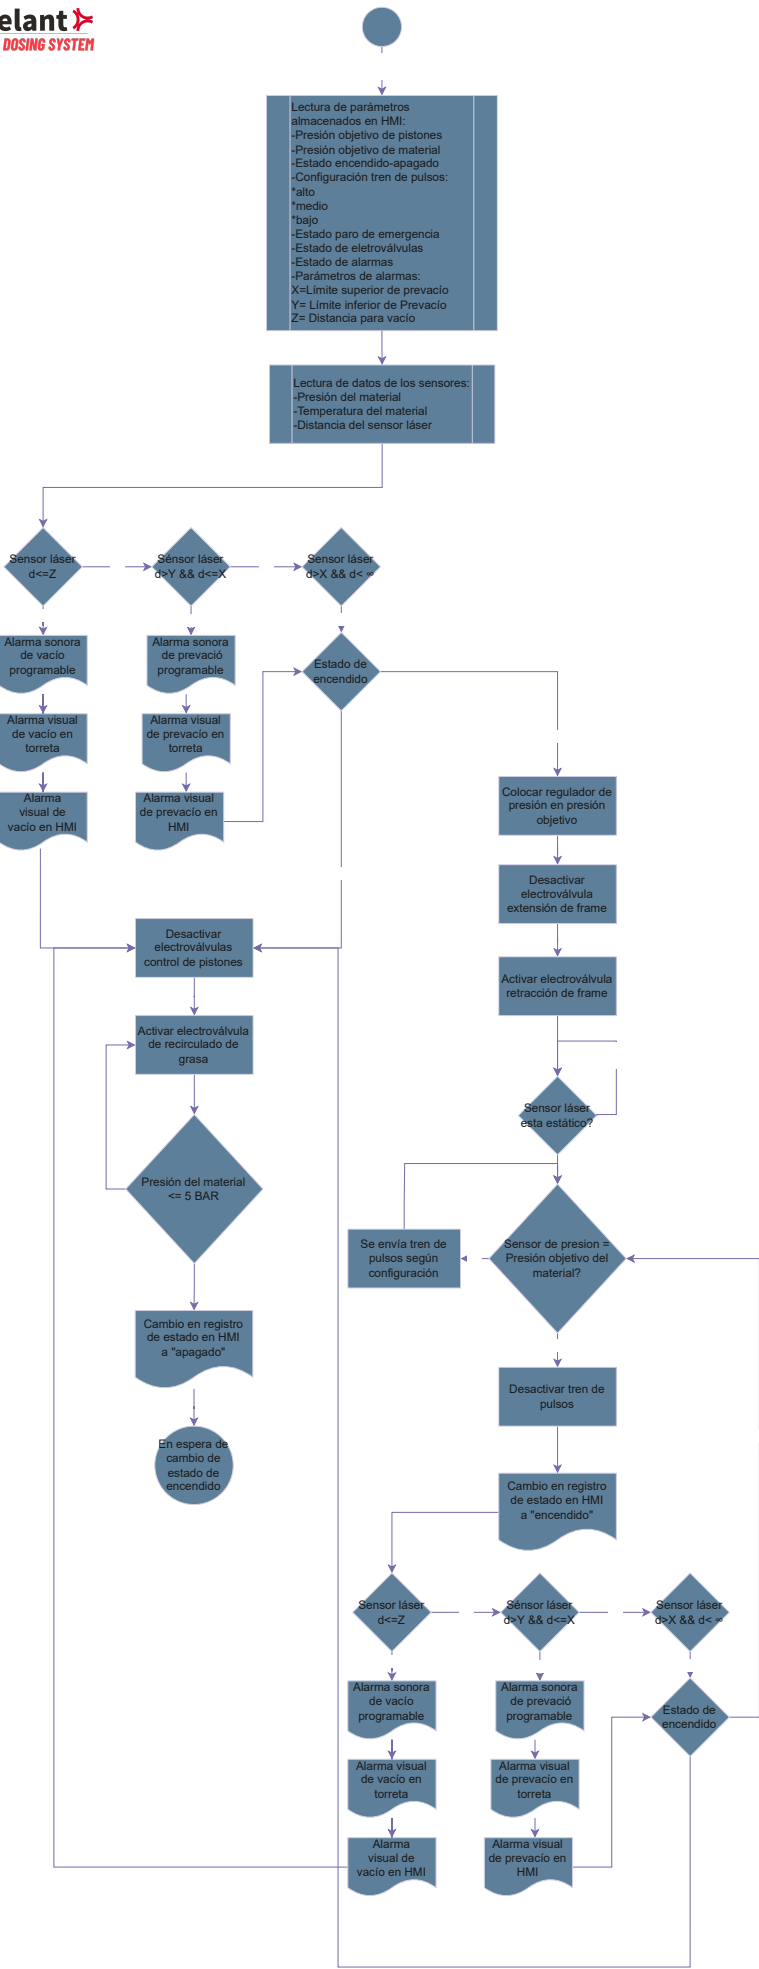 elant
DOSING SYSTEM
Lectura de parámetros
almacenados en HMI:
-Presión objetivo de pistones
-Presión objetivo de material
-Estado encendido-apagado
-Configuración tren de pulsos:
*alto
*medio
*bajo
-Estado paro de emergencia
-Estado de eletroválvulas
-Estado de alarmas
-Parámetros de alarmas:
X=Límite superior de prevacío
Y= Límite inferior de Prevacío
Z= Distancia para vacío
Lectura de datos de los sensores:
-Presión del material
-Temperatura del material
-Distancia del sensor láser
Sensor láser
d<=Z
Sénsor láser
d>Y && d<=X
Sensor láser
d>X && d< ∞
Alarma sonora
de vacío
programable
Alarma sonora
de prevació
programable
Estado de
encendido
Alarma visual
de vacío en
torreta
Alarma visual
de prevacío en
torreta
Alarma
visual de
vacío en HMI
Alarma visual
de prevacío en
HMI
Colocar regulador de
presión en presión
objetivo
Desactivar
electroválvula
extensión de frame
Activar electroválvula
retracción de frame
Desactivar
electroválvulas
control de pistones
Activar electroválvula
de recirculado de
grasa
Sensor láser
esta estático?
Presión del material
<= 5 BAR
Se envía tren de
pulsos según
configuración
Sensor de presion =
Presión objetivo del
material?
Cambio en registro
de estado en HMI
a "apagado"
Desactivar tren de
pulsos
En espera de
cambio de
estado de
encendido
Cambio en registro
de estado en HMI
a "encendido"
Sensor láser
d<=Z
Sénsor láser
d>Y && d<=X
Sensor láser
d>X && d< ∞
Alarma sonora
de vacío
programable
Alarma sonora
de prevació
programable
Estado de
encendido
Alarma visual
de vacío en
torreta
Alarma visual
de prevacío en
torreta
Alarma
visual de
vacío en HMI
Alarma visual
de prevacío en
HMI